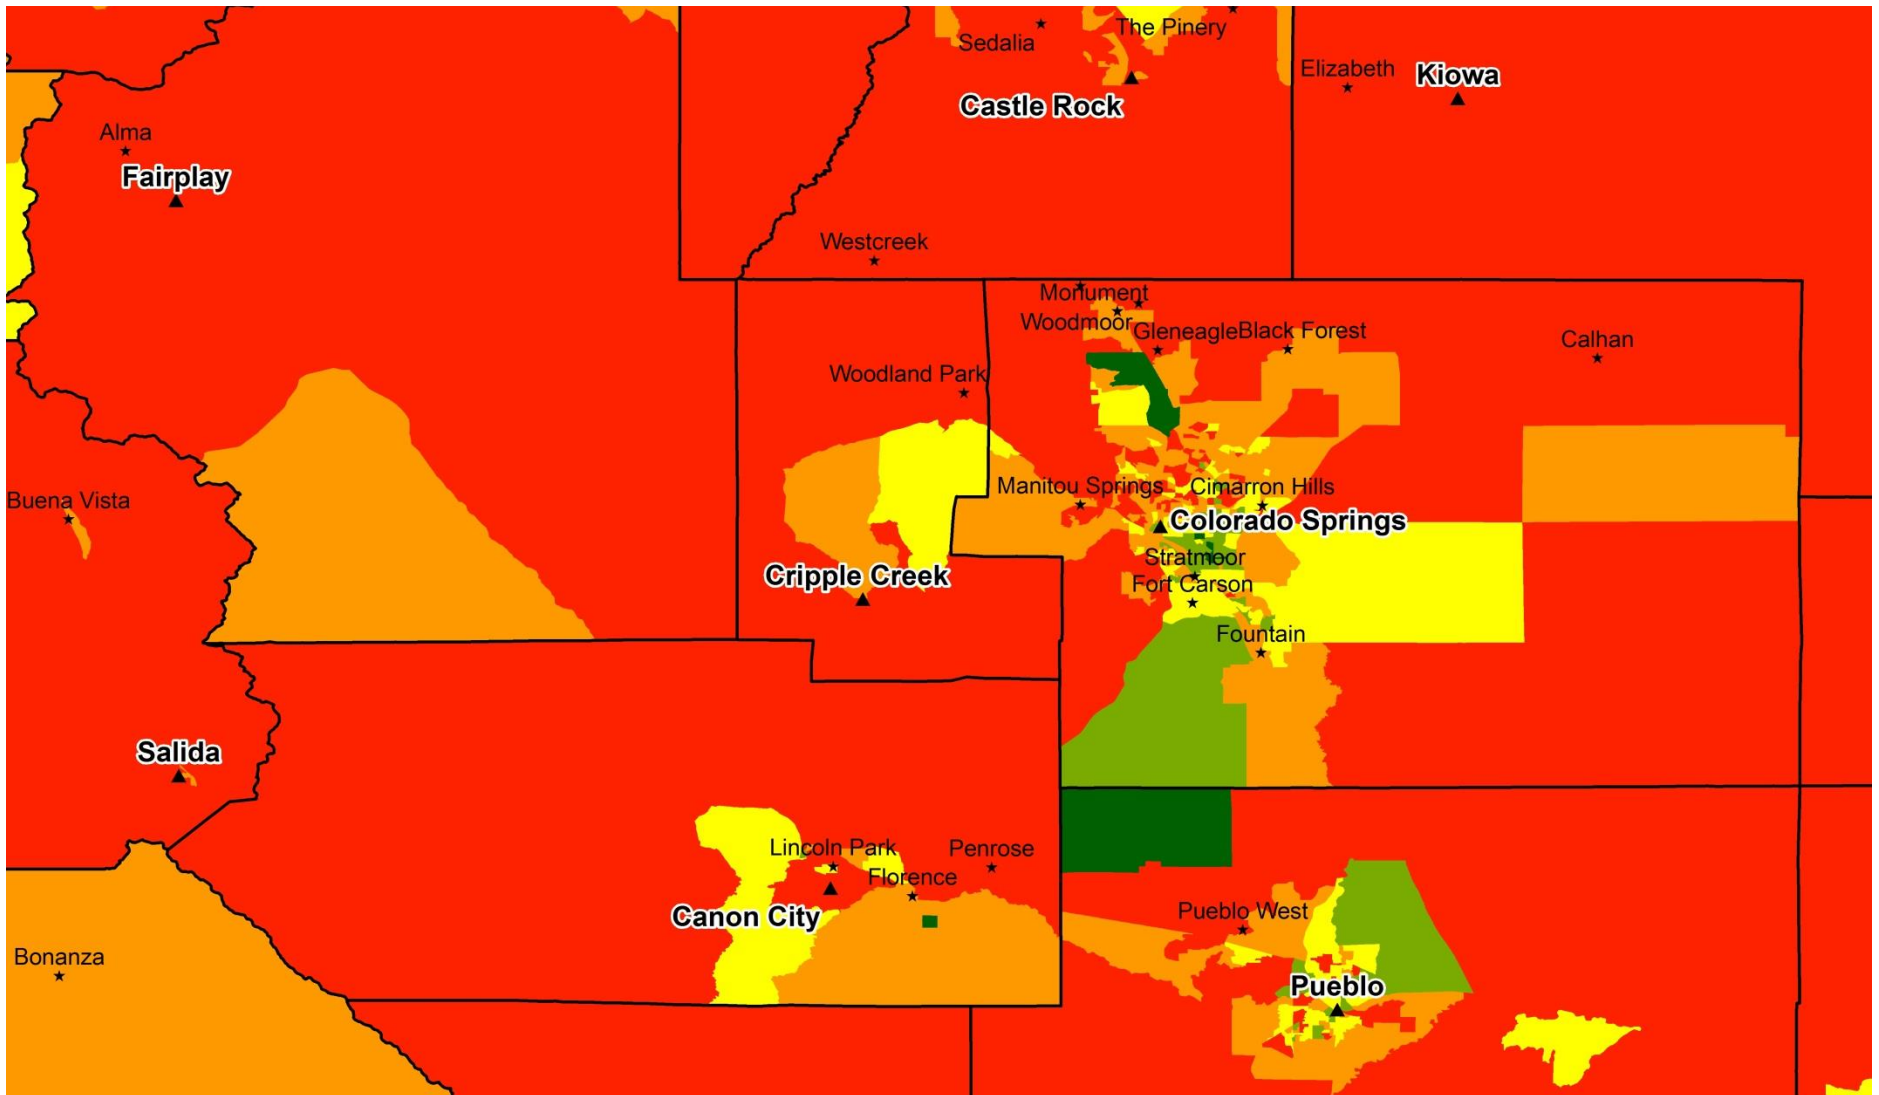 The Pinery
Sedalia
Elizabeth
Kiowa
Castle Rock
Alma
Fairplay
Westcreek
Monument
Woodmoor
Gleneagle
Black Forest
Calhan
Woodland Park
Buena Vista
Manitou Springs
Cimarron Hills
Colorado Springs
Stratmoor
Cripple Creek
Fort Carson
Fountain
Salida
Lincoln Park
Penrose
Florence
Canon City
Pueblo West
Bonanza
Pueblo